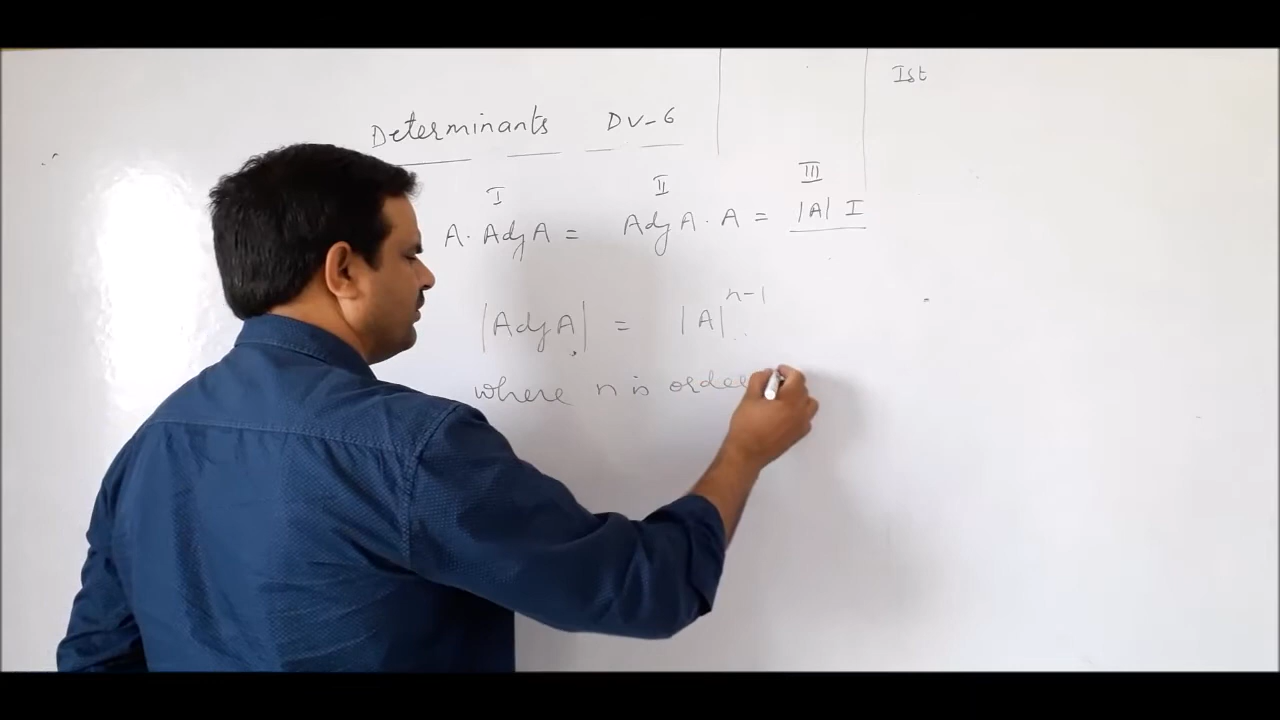 Ist
Determinants DV-6
I II III
A. Adj A = Adj A. A = |A| I
|Adj A| = |A|^{n-1}
where n is order